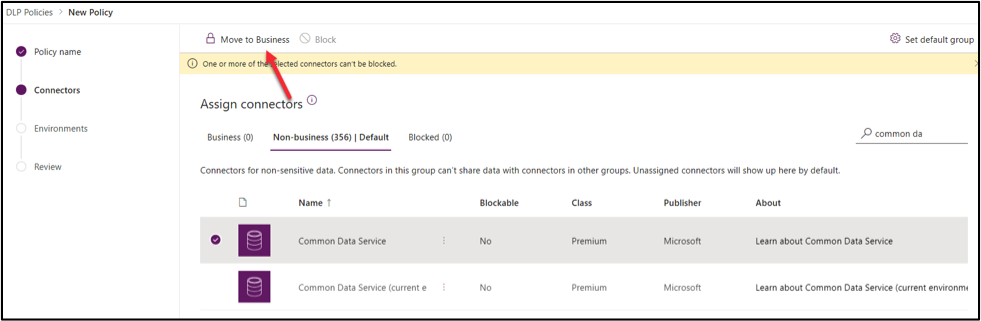 DLP Policies > New Policy
Policy name
Connectors
Environments
Review
Move to Business Block Set default group
One or more of the selected connectors can't be blocked.
Assign connectors
Business (0) Non-business (356) | Default Blocked (0) common da
Connectors for non-sensitive data. Connectors in this group can't share data with connectors in other groups. Unassigned connectors will show up here by default.
Name ↑ Blockable Class Publisher About
Common Data Service No Premium Microsoft Learn about Common Data Service
Common Data Service (current e No Premium Microsoft Learn about Common Data Service (current environme